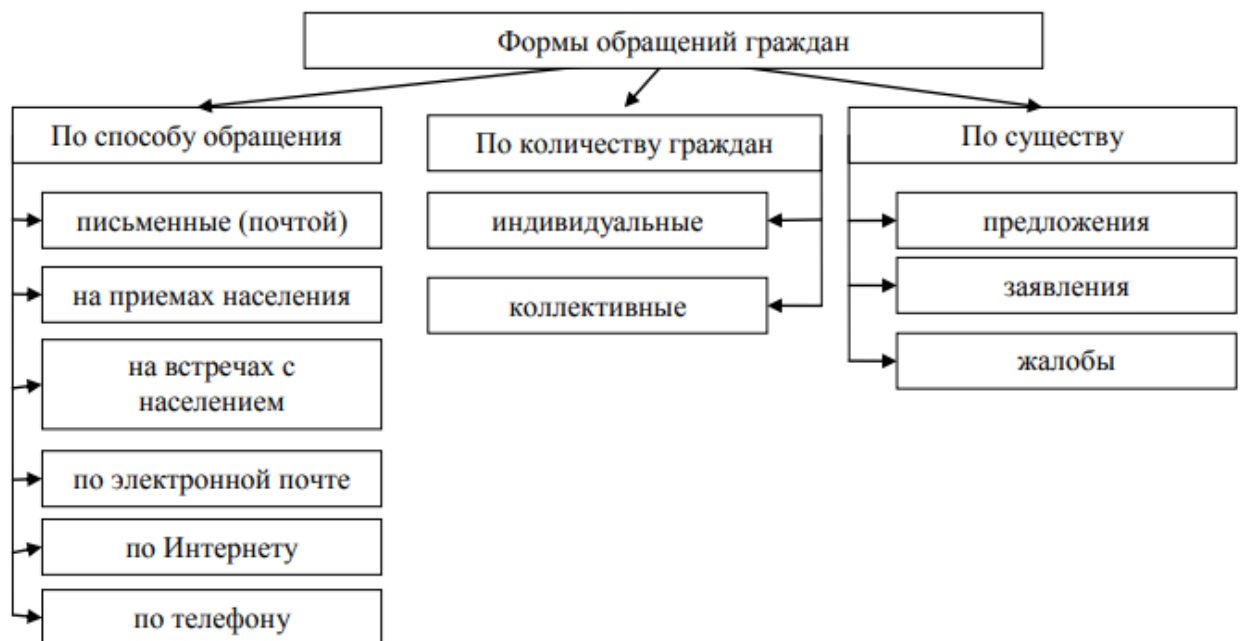 Формы обращений граждан
По способу обращения
письменные (почтой)
на приемах населения
на встречах с
населением
по электронной почте
по Интернету
по телефону
По количеству граждан
индивидуальные
коллективные
По существу
предложения
заявления
жалобы